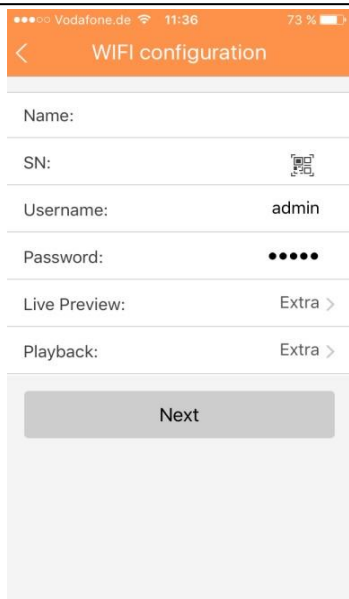 ●●●○○ Vodafone.de 11:36 73 %
WIFI configuration
Name:
SN:
Username: admin
Password: ●●●●●
Live Preview: Extra >
Playback: Extra >
Next